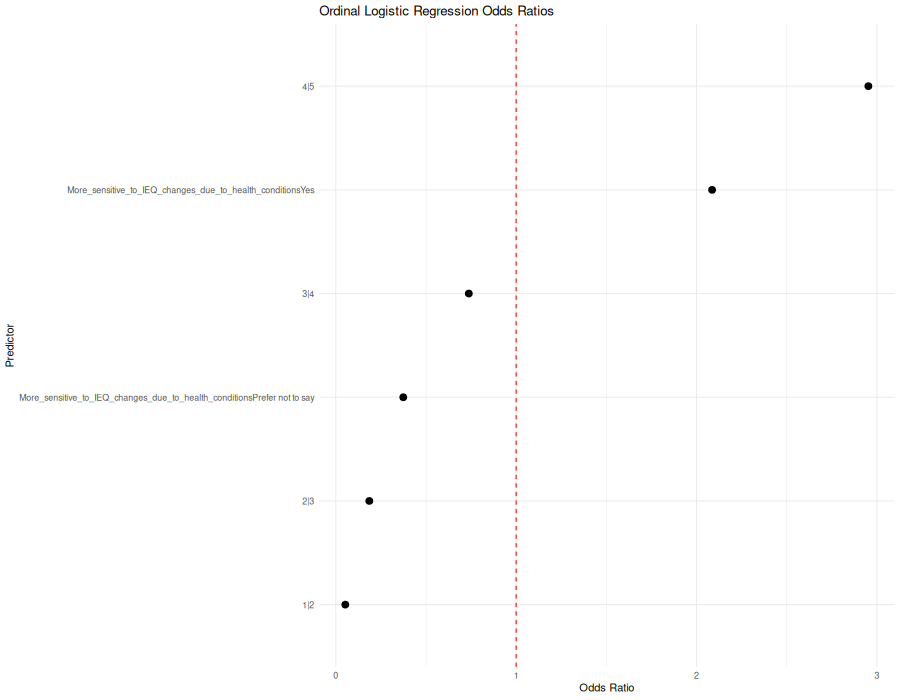 Ordinal Logistic Regression Odds Ratios
4|5
More_sensitive_to_IEQ_changes_due_to_health_conditionsYes
3|4
Predictor
More_sensitive_to_IEQ_changes_due_to_health_conditionsPrefer not to say
2|3
1|2
0 1 2 3
Odds Ratio